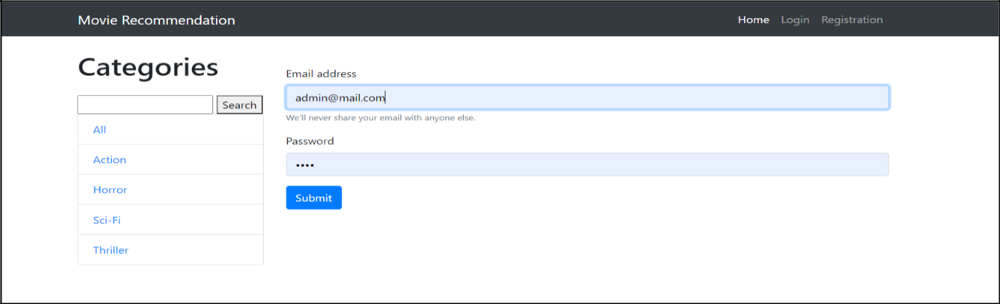 Movie Recommendation
Home Login Registration
Categories
Search
All
Action
Horror
Sci-Fi
Thriller
Email address
admin@mail.com
We'll never share your email with anyone else.
Password
••••
Submit